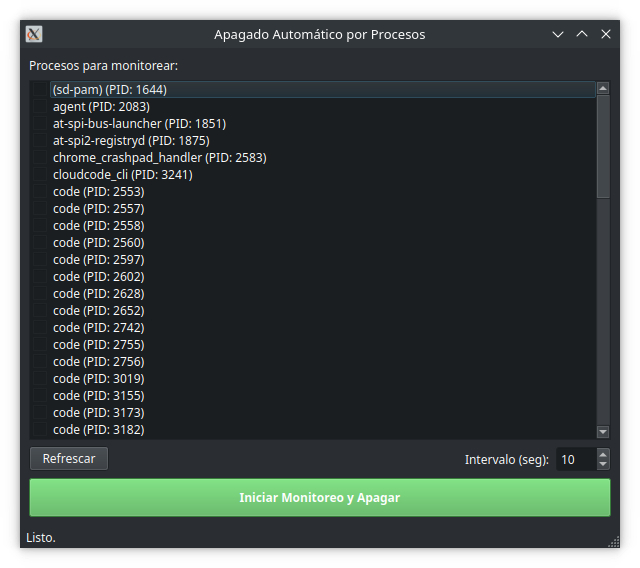 Apagado Automático por Procesos
Procesos para monitorear:
(sd-pam) (PID: 1644)
agent (PID: 2083)
at-spi-bus-launcher (PID: 1851)
at-spi2-registryd (PID: 1875)
chrome_crashpad_handler (PID: 2583)
cloudcode_cli (PID: 3241)
code (PID: 2553)
code (PID: 2557)
code (PID: 2558)
code (PID: 2560)
code (PID: 2597)
code (PID: 2602)
code (PID: 2628)
code (PID: 2652)
code (PID: 2742)
code (PID: 2755)
code (PID: 2756)
code (PID: 3019)
code (PID: 3155)
code (PID: 3173)
code (PID: 3182)
Refrescar
Intervalo (seg): 10
Iniciar Monitoreo y Apagar
Listo.